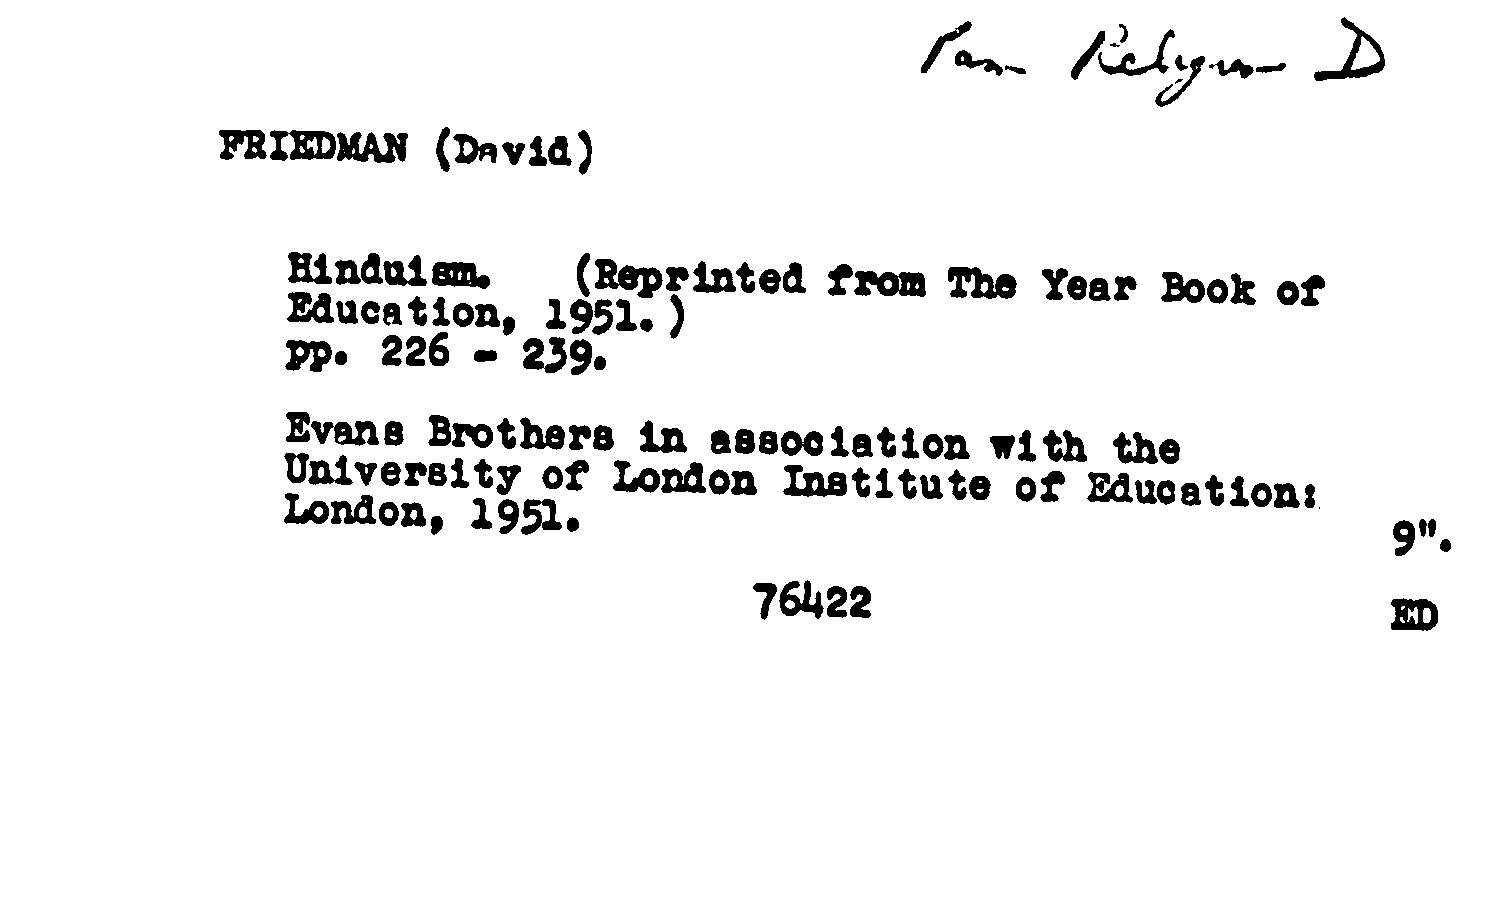 Pam Religion D
FRIEDMAN (David)
Hinduism. (Reprinted from The Year Book of
Education, 1951.)
pp. 226 - 239.
Evans Brothers in association with the
University of London Institute of Education:
London, 1951.
9".
76422
ED